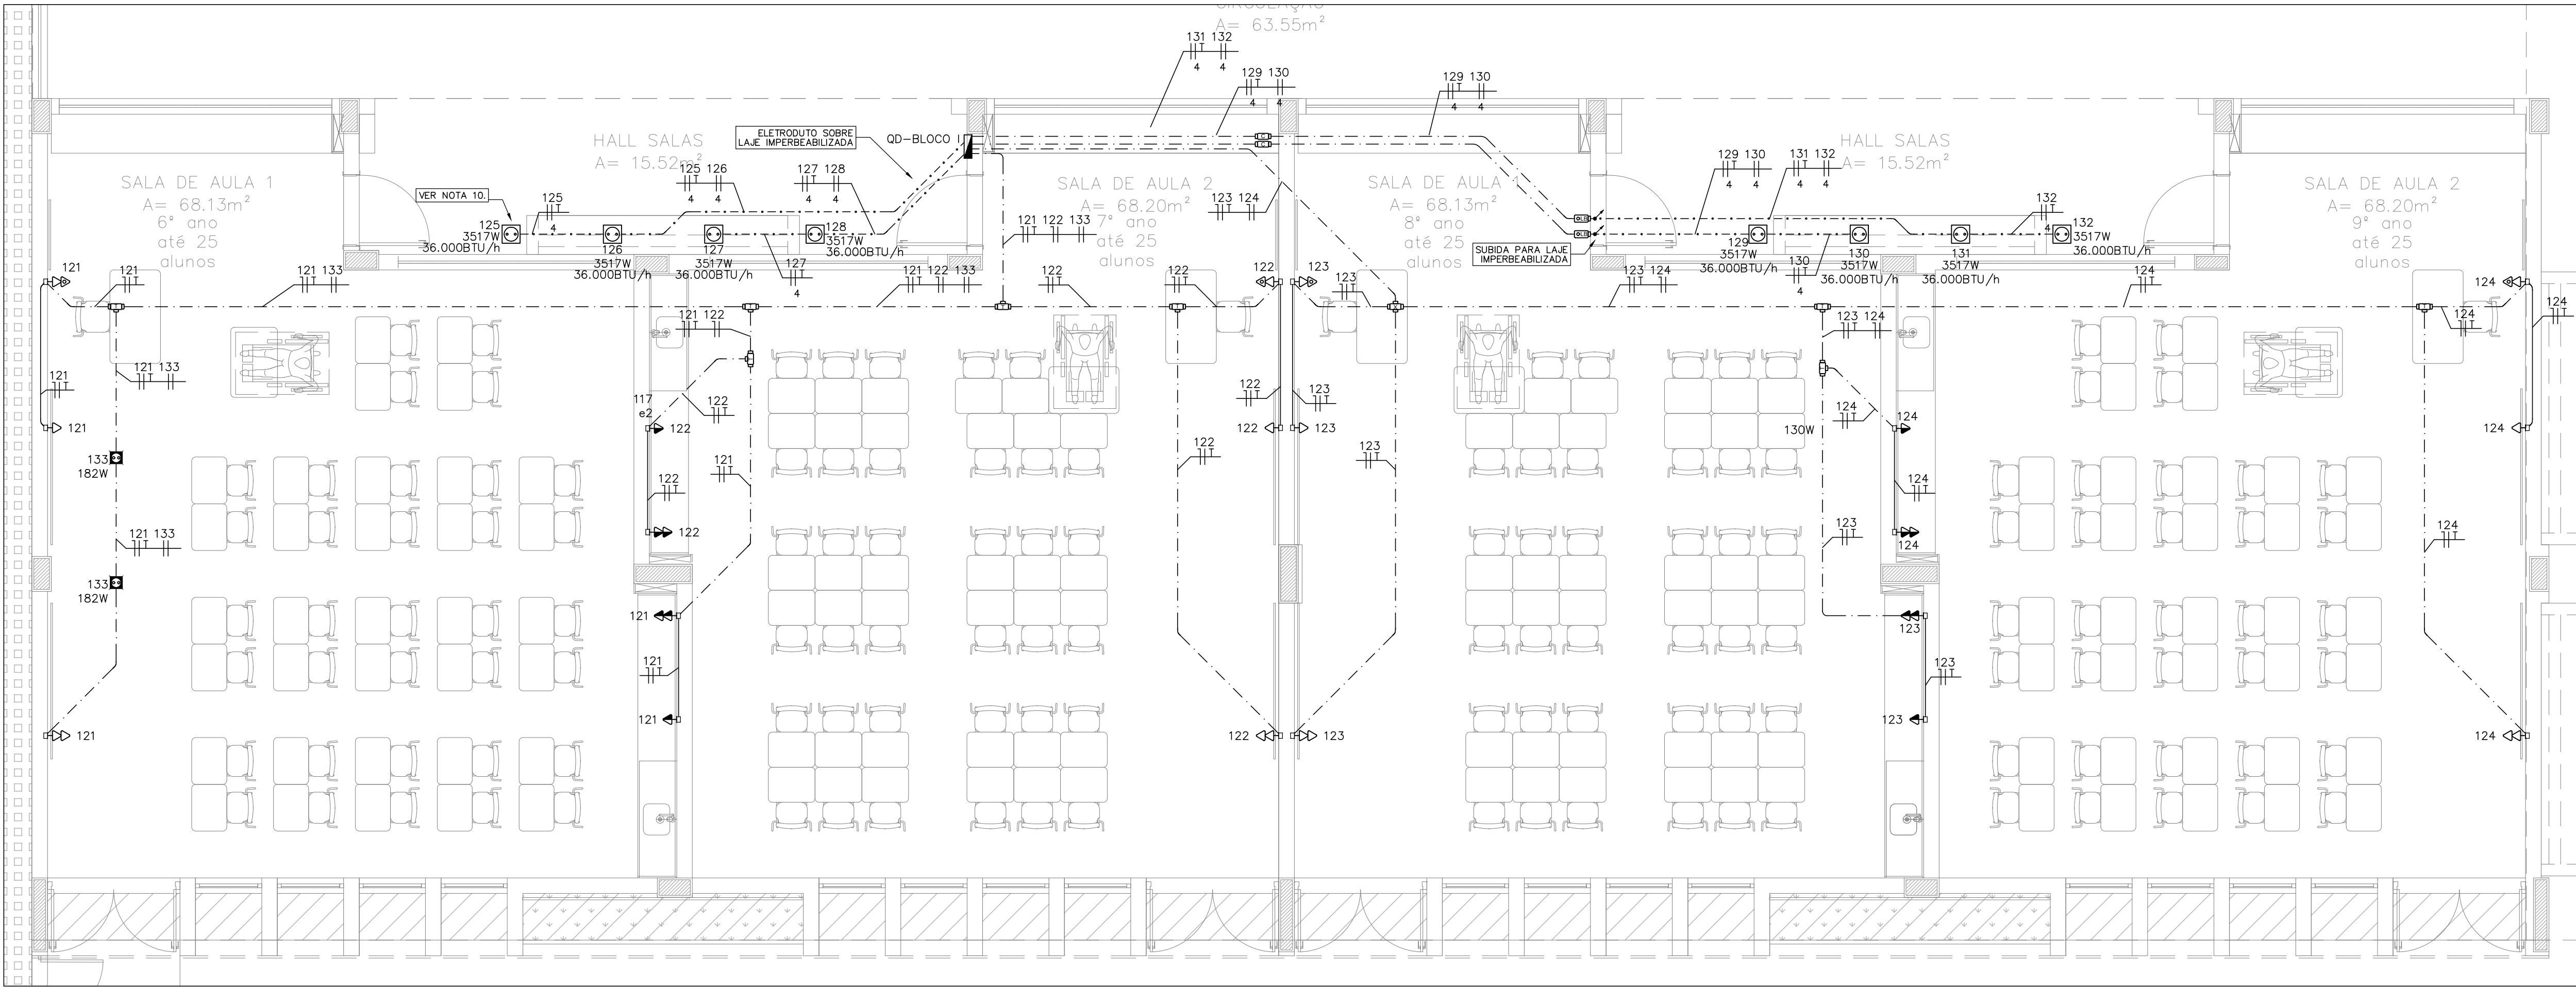 A= 63.55m²
131 132
4 4
129 130
4 4
129 130
4 4
HALL SALAS
A= 15.52m²
ELETRODUTO SOBRE
LAJE IMPERBEABILIZADA
QD-BLOCO I
HALL SALAS
A= 15.52m²
SALA DE AULA 1
A= 68.13m²
6º ano
até 25
alunos
VER NOTA 10.
125 T
4
125 126
4 4
127 128
4 4
SALA DE AULA 2
A= 68.20m²
7º ano
até 25
alunos
123 T 124 T
SALA DE AULA 1
A= 68.13m²
8º ano
até 25
alunos
129 130
4 4
131 132
4 4
SALA DE AULA 2
A= 68.20m²
9º ano
até 25
alunos
125
3517W
36.000BTU/h
126
3517W
36.000BTU/h
127
3517W
36.000BTU/h
128
3517W
36.000BTU/h
127 T
4
121 T 122 T 133
SUBIDA PARA LAJE
IMPERBEABILIZADA
129
3517W
36.000BTU/h
130
3517W
36.000BTU/h
130 T
4
131
3517W
36.000BTU/h
132 T
4
132
3517W
36.000BTU/h
121
121 T
121 T 133
121 T 122 T 133
122 T
122 T
122
123
123 T
123 T 124 T
124 T
124
124 T
124 T
121 T 122 T
123 T 124 T
121 T
121 T 133
121
117
e2
122
122 T
122 T
122
123 T
123
124 T
124
130W
124
133
182W
122 T
121 T
122 T
123 T
124 T
122
121 T 133
123 T
124
124 T
133
182W
121
123
121 T
123 T
121
123
121
122
123
124